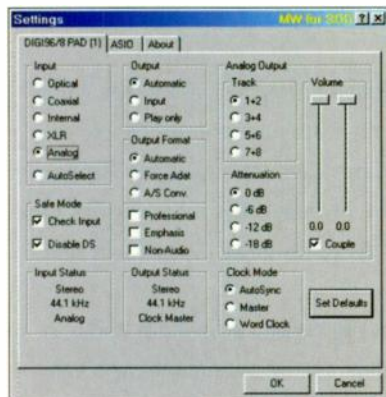 Settings
MW for SOD
DIGI96/8 PAD (1)
ASIO
About
Input
Optical
Coaxial
Internal
XLR
Analog
AutoSelect
Safe Mode
Check Input
Disable DS
Input Status
Stereo
44.1 kHz
Analog
Output
Automatic
Input
Play only
Output Format
Automatic
Force Adat
A/S Conv.
Professional
Emphasis
Non-Audio
Output Status
Stereo
44.1 kHz
Clock Master
Analog Output
Track
1+2
3+4
5+6
7+8
Attenuation
0 dB
-6 dB
-12 dB
-18 dB
Volume
0.0 0.0
Couple
Clock Mode
AutoSync
Master
Word Clock
Set Defaults
OK
Cancel